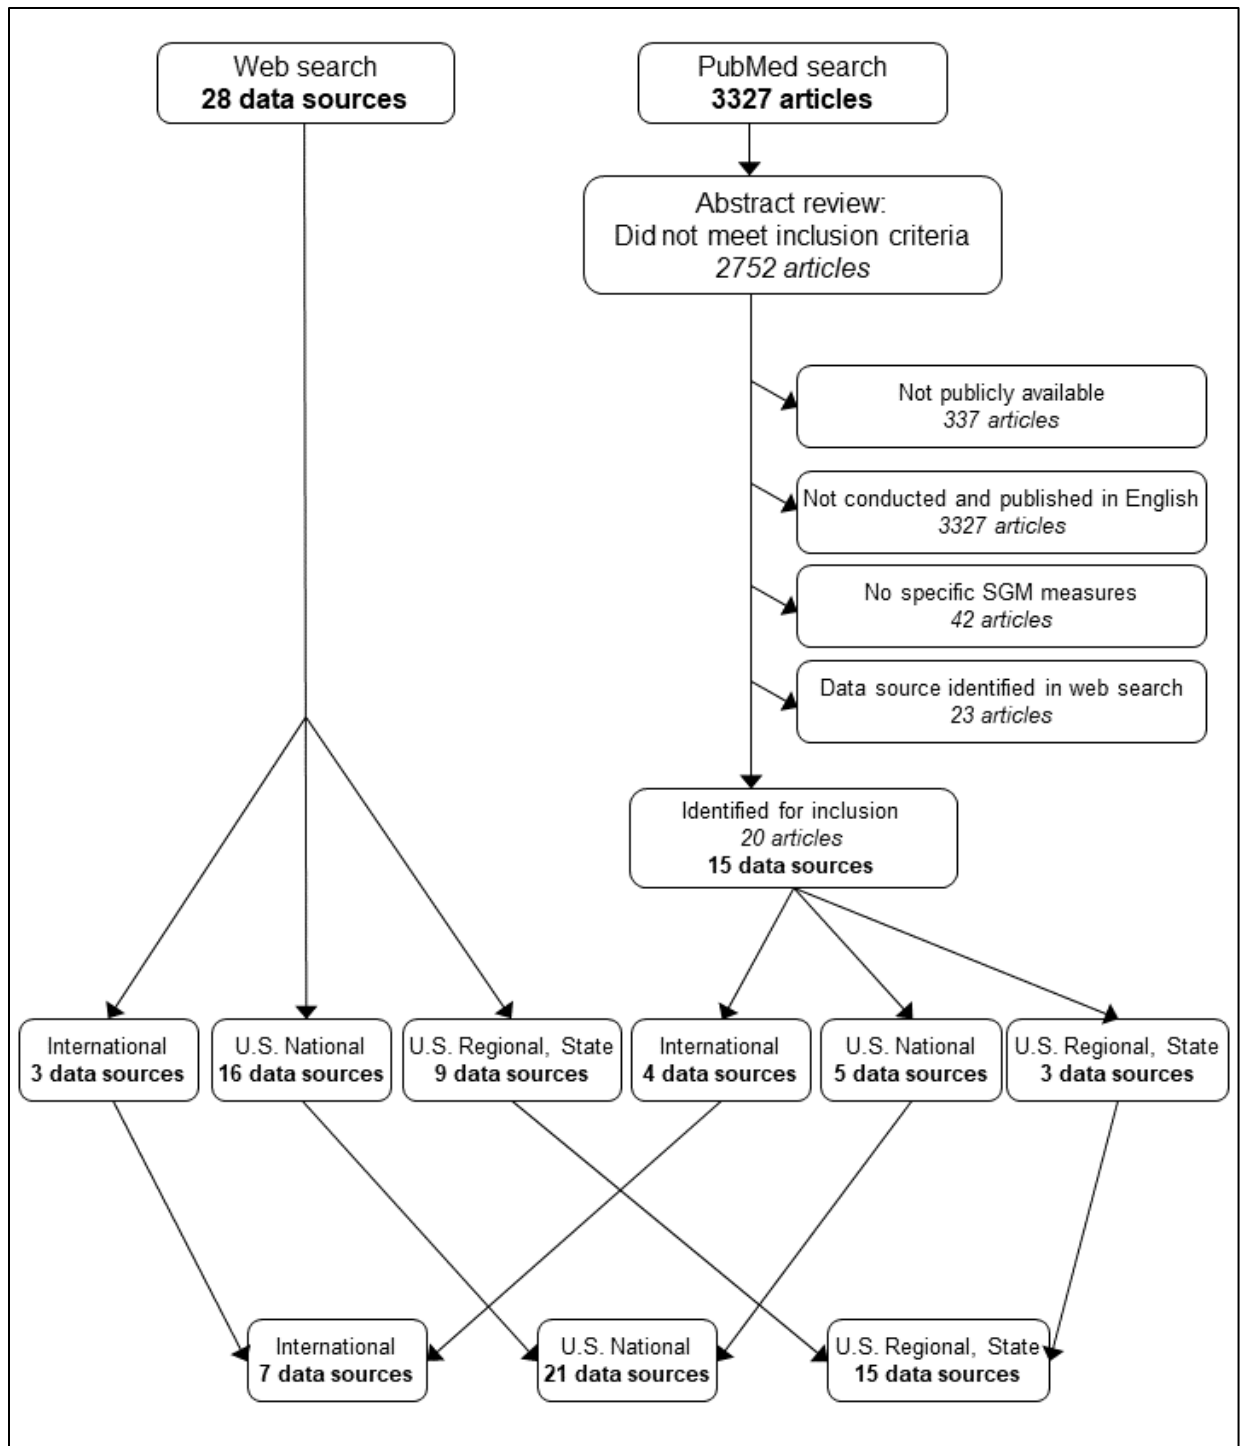 Web search
28 data sources
PubMed search
3327 articles
Abstract review:
Did not meet inclusion criteria
2752 articles
Not publicly available
337 articles
Not conducted and published in English
3327 articles
No specific SGM measures
42 articles
Data source identified in web search
23 articles
Identified for inclusion
20 articles
15 data sources
International
3 data sources
U.S. National
16 data sources
U.S. Regional, State
9 data sources
International
4 data sources
U.S. National
5 data sources
U.S. Regional, State
3 data sources
International
7 data sources
U.S. National
21 data sources
U.S. Regional, State
15 data sources